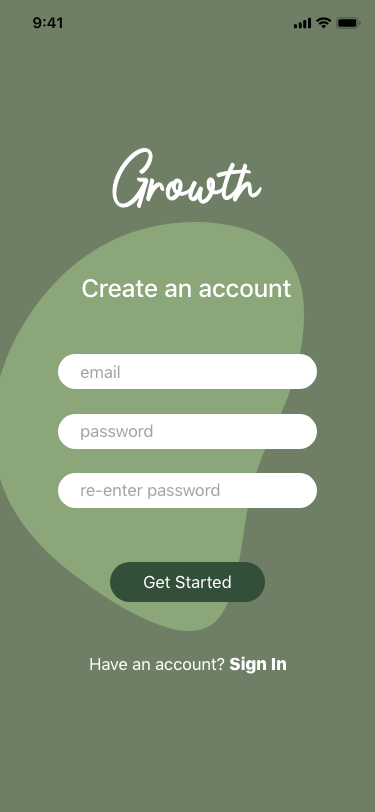 9:41
Growth
Create an account
email
password
re-enter password
Get Started
Have an account? Sign In